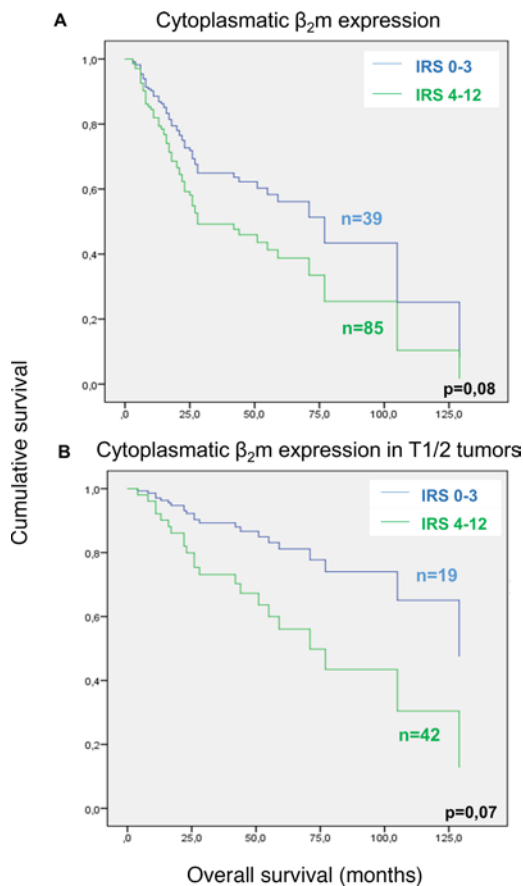 A Cytoplasmatic β₂m expression
IRS 0-3
IRS 4-12
1,0
0,8
0,6
0,4
0,2
0,0
n=39
n=85
p=0,08
,0 25,0 50,0 75,0 100,0 125,0
Cumulative survival
B Cytoplasmatic β₂m expression in T1/2 tumors
IRS 0-3
IRS 4-12
1,0
0,8
0,6
0,4
0,2
0,0
n=19
n=42
p=0,07
,0 25,0 50,0 75,0 100,0 125,0
Overall survival (months)